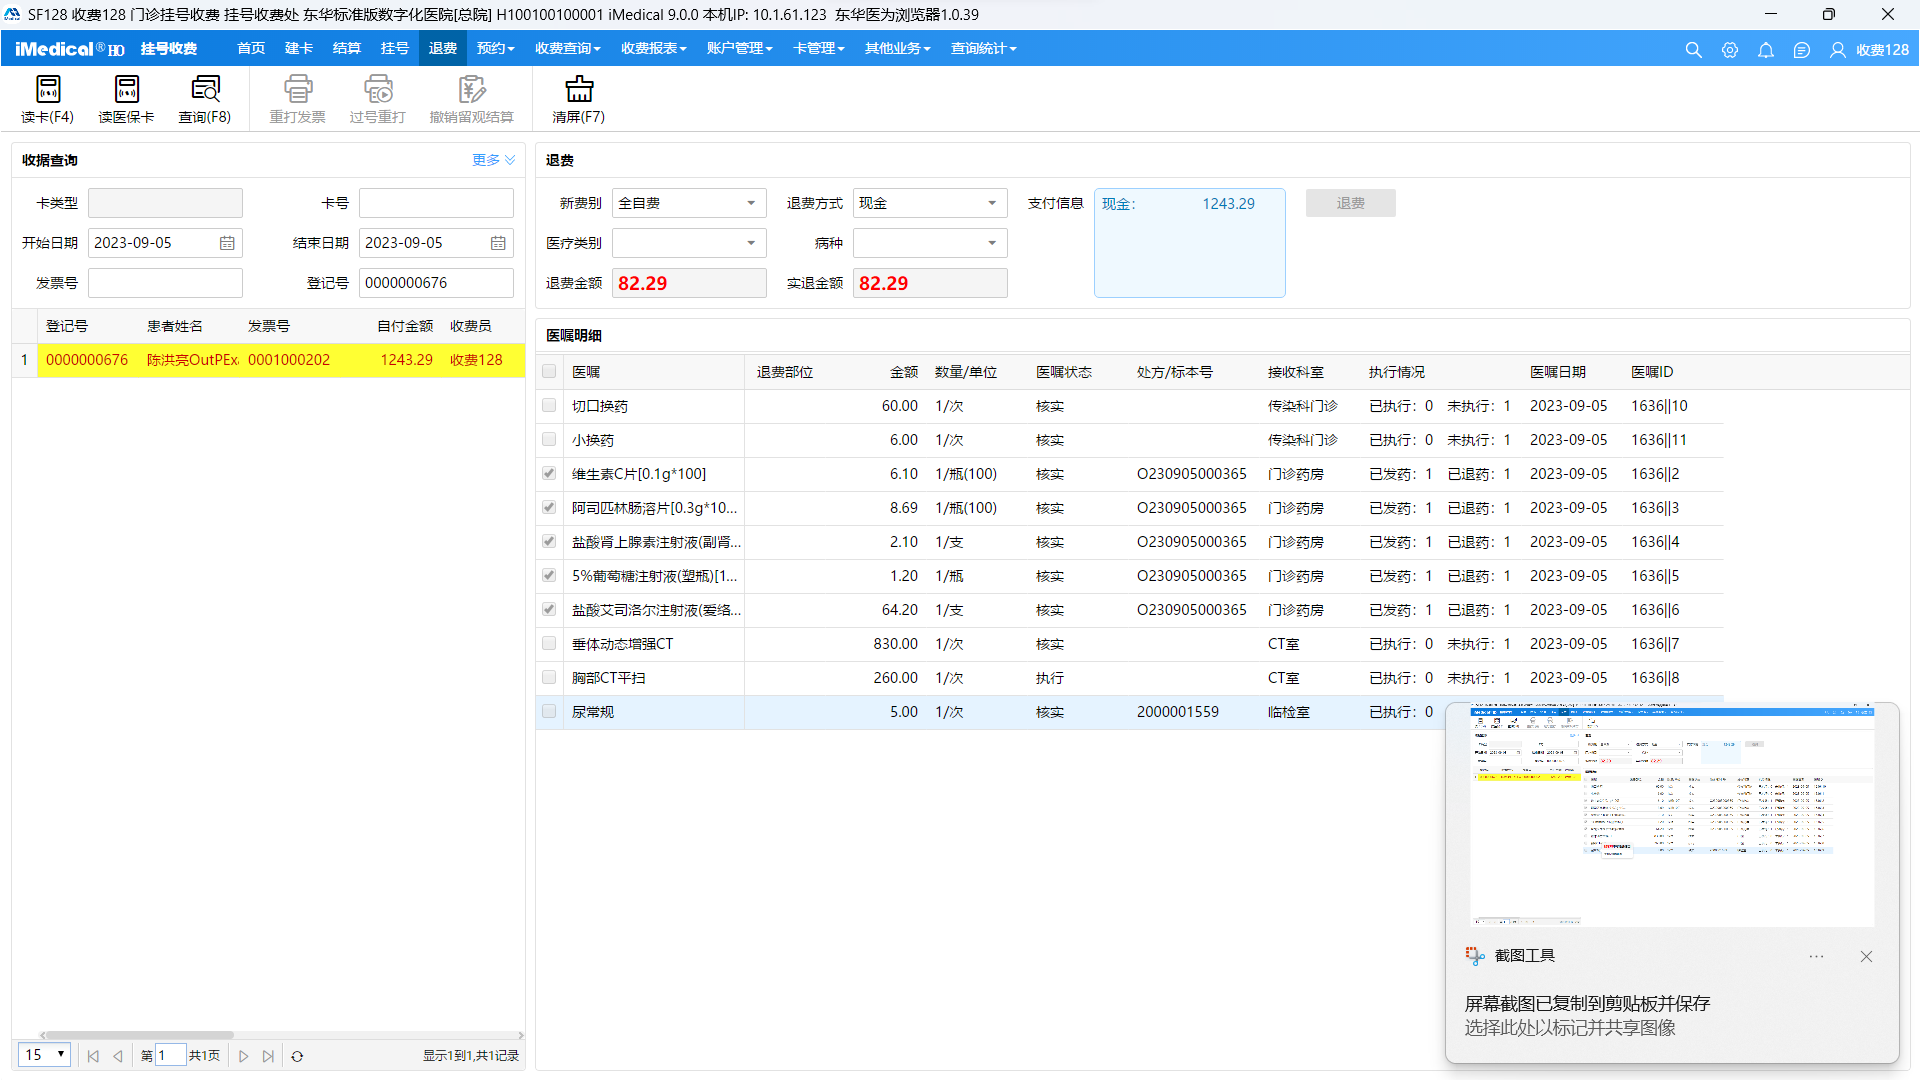 SF128 收费128 门诊挂号收费 挂号收费处 东华标准版数字化医院[总院] H100100100001 iMedical 9.0.0 本机IP: 10.1.61.123 东华医为浏览器1.0.39
iMedical® HO 挂号收费 首页 建卡 结算 挂号 退费 预约 收费查询 收费报表 账户管理 卡管理 其他业务 查询统计 收费128
读卡(F4) 读医保卡 查询(F8) 重打发票 过号重打 撤销留观结算 清屏(F7)
收据查询 更多
卡类型 卡号
开始日期 2023-09-05 结束日期 2023-09-05
发票号 登记号 0000000676
登记号 患者姓名 发票号 自付金额 收费员
1 0000000676 陈洪亮OutPEx 0001000202 1243.29 收费128
15 第 1 共1页 显示1到1,共1记录
退费
新费别 全自费 退费方式 现金 支付信息 现金: 1243.29 退费
医疗类别 病种
退费金额 82.29 实退金额 82.29
医嘱明细
医嘱 退费部位 金额 数量/单位 医嘱状态 处方/标本号 接收科室 执行情况 医嘱日期 医嘱ID
切口换药 60.00 1/次 核实 传染科门诊 已执行: 0 未执行: 1 2023-09-05 1636||10
小换药 6.00 1/次 核实 传染科门诊 已执行: 0 未执行: 1 2023-09-05 1636||11
维生素C片[0.1g*100] 6.10 1/瓶(100) 核实 O230905000365 门诊药房 已发药: 1 已退药: 1 2023-09-05 1636||2
阿司匹林肠溶片[0.3g*10... 8.69 1/瓶(100) 核实 O230905000365 门诊药房 已发药: 1 已退药: 1 2023-09-05 1636||3
盐酸肾上腺素注射液(副肾... 2.10 1/支 核实 O230905000365 门诊药房 已发药: 1 已退药: 1 2023-09-05 1636||4
5%葡萄糖注射液(塑瓶)[1... 1.20 1/瓶 核实 O230905000365 门诊药房 已发药: 1 已退药: 1 2023-09-05 1636||5
盐酸艾司洛尔注射液(爱络... 64.20 1/支 核实 O230905000365 门诊药房 已发药: 1 已退药: 1 2023-09-05 1636||6
垂体动态增强CT 830.00 1/次 核实 CT室 已执行: 0 未执行: 1 2023-09-05 1636||7
胸部CT平扫 260.00 1/次 执行 CT室 已执行: 0 未执行: 1 2023-09-05 1636||8
尿常规 5.00 1/次 核实 2000001559 临检室 已执行: 0
截图工具
屏幕截图已复制到剪贴板并保存
选择此处以标记并共享图像